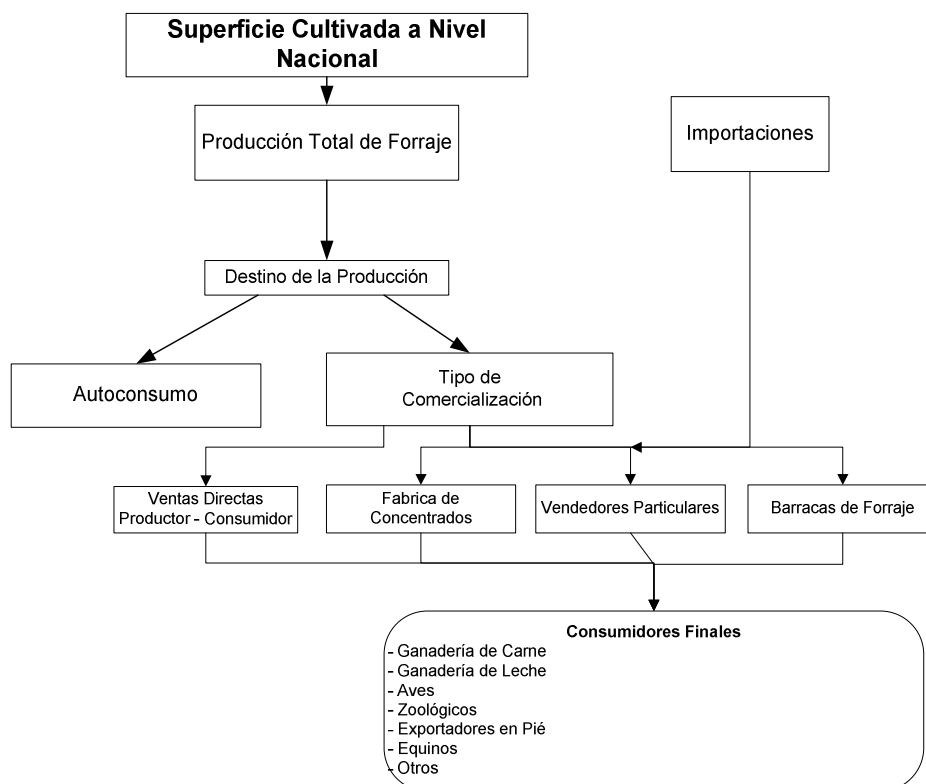 Superficie Cultivada a Nivel
Nacional
Producción Total de Forraje
Importaciones
Destino de la Producción
Autoconsumo
Tipo de
Comercialización
Ventas Directas
Productor - Consumidor
Fabrica de
Concentrados
Vendedores Particulares
Barracas de Forraje
Consumidores Finales
- Ganadería de Carne
- Ganadería de Leche
- Aves
- Zoológicos
- Exportadores en Pié
- Equinos
- Otros